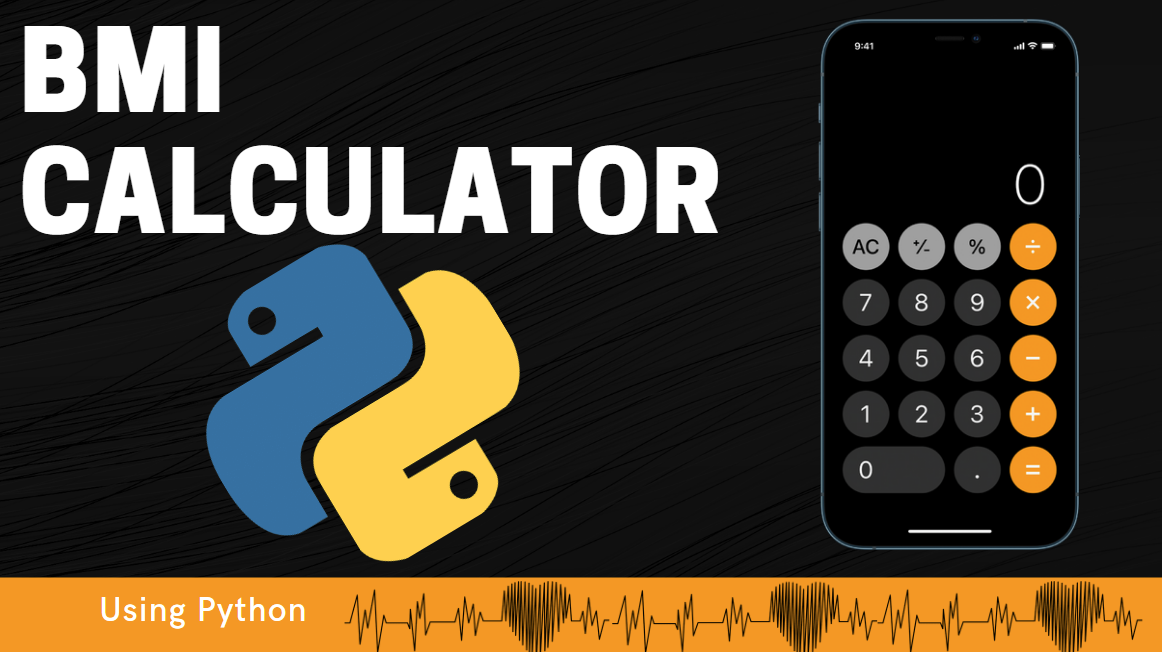 BMI
CALCULATOR
9:41
0
AC +/- % ÷
7 8 9 ×
4 5 6 −
1 2 3 +
0 . =
Using Python